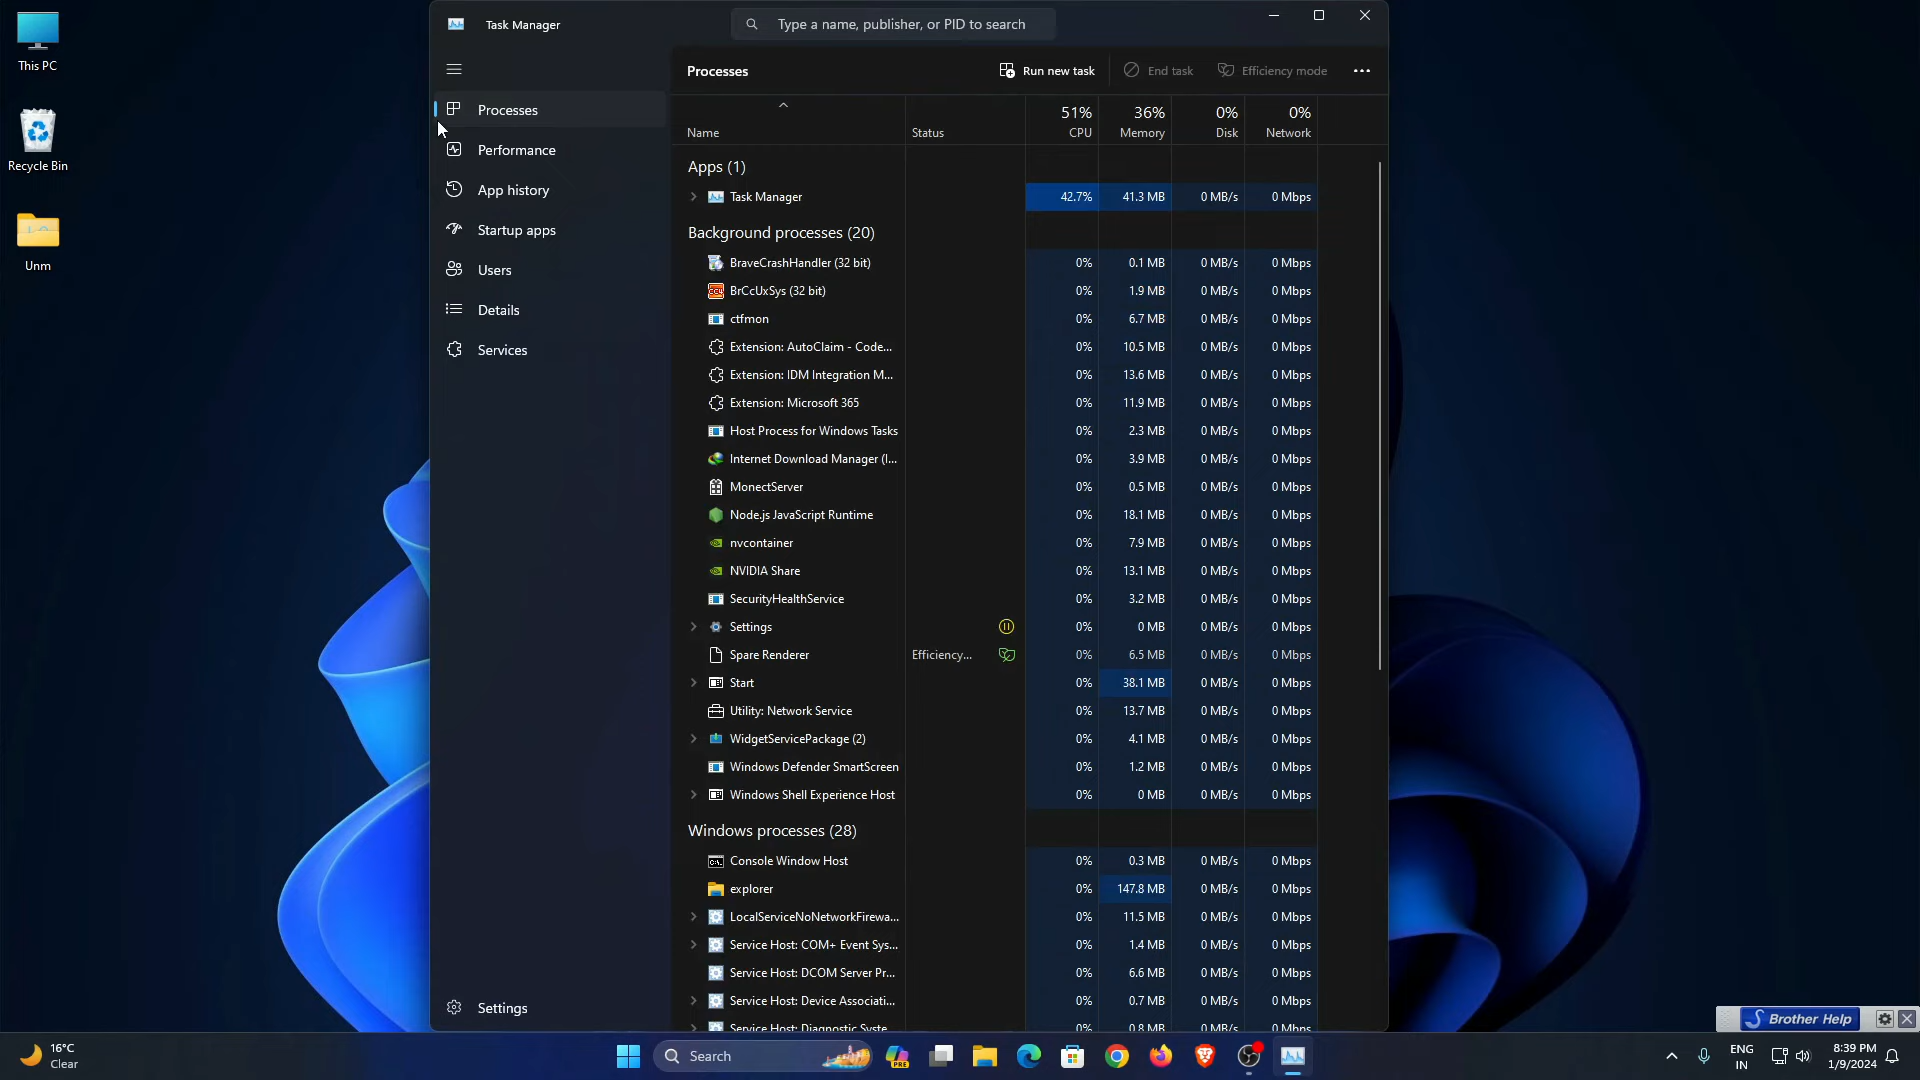 This PC
Recycle Bin
Unm
Task Manager
Type a name, publisher, or PID to search
Processes
Performance
App history
Startup apps
Users
Details
Services
Settings
Processes
Run new task
End task
Efficiency mode
Name Status 51% CPU 36% Memory 0% Disk 0% Network
Apps (1)
Task Manager 42.7% 41.3 MB 0 MB/s 0 Mbps
Background processes (20)
BraveCrashHandler (32 bit) 0% 0.1 MB 0 MB/s 0 Mbps
BrCcUxSys (32 bit) 0% 1.9 MB 0 MB/s 0 Mbps
ctfmon 0% 6.7 MB 0 MB/s 0 Mbps
Extension: AutoClaim - Code... 0% 10.5 MB 0 MB/s 0 Mbps
Extension: IDM Integration M... 0% 13.6 MB 0 MB/s 0 Mbps
Extension: Microsoft 365 0% 11.9 MB 0 MB/s 0 Mbps
Host Process for Windows Tasks 0% 2.3 MB 0 MB/s 0 Mbps
Internet Download Manager (I... 0% 3.9 MB 0 MB/s 0 Mbps
MonectServer 0% 0.5 MB 0 MB/s 0 Mbps
Node.js JavaScript Runtime 0% 18.1 MB 0 MB/s 0 Mbps
nvcontainer 0% 7.9 MB 0 MB/s 0 Mbps
NVIDIA Share 0% 13.1 MB 0 MB/s 0 Mbps
SecurityHealthService 0% 3.2 MB 0 MB/s 0 Mbps
Settings 0% 0 MB 0 MB/s 0 Mbps
Spare Renderer Efficiency... 0% 6.5 MB 0 MB/s 0 Mbps
Start 0% 38.1 MB 0 MB/s 0 Mbps
Utility: Network Service 0% 13.7 MB 0 MB/s 0 Mbps
WidgetServicePackage (2) 0% 4.1 MB 0 MB/s 0 Mbps
Windows Defender SmartScreen 0% 1.2 MB 0 MB/s 0 Mbps
Windows Shell Experience Host 0% 0 MB 0 MB/s 0 Mbps
Windows processes (28)
Console Window Host 0% 0.3 MB 0 MB/s 0 Mbps
explorer 0% 147.8 MB 0 MB/s 0 Mbps
LocalServiceNoNetworkFirewa... 0% 11.5 MB 0 MB/s 0 Mbps
Service Host: COM+ Event Sys... 0% 1.4 MB 0 MB/s 0 Mbps
Service Host: DCOM Server Pr... 0% 6.6 MB 0 MB/s 0 Mbps
Service Host: Device Associati... 0% 0.7 MB 0 MB/s 0 Mbps
Service Host: Diagnostic Syste... 0% 0.8 MB 0 MB/s 0 Mbps
Brother Help
16°C
Clear
Search
PRE
ENG
IN
8:39 PM
1/9/2024